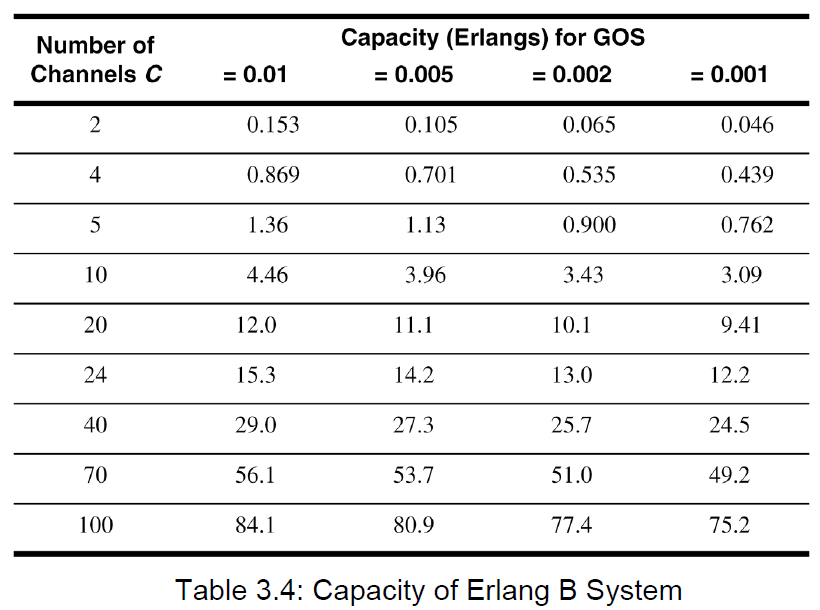 Number of Channels C Capacity (Erlangs) for GOS
= 0.01 = 0.005 = 0.002 = 0.001
2 0.153 0.105 0.065 0.046
4 0.869 0.701 0.535 0.439
5 1.36 1.13 0.900 0.762
10 4.46 3.96 3.43 3.09
20 12.0 11.1 10.1 9.41
24 15.3 14.2 13.0 12.2
40 29.0 27.3 25.7 24.5
70 56.1 53.7 51.0 49.2
100 84.1 80.9 77.4 75.2
Table 3.4: Capacity of Erlang B System